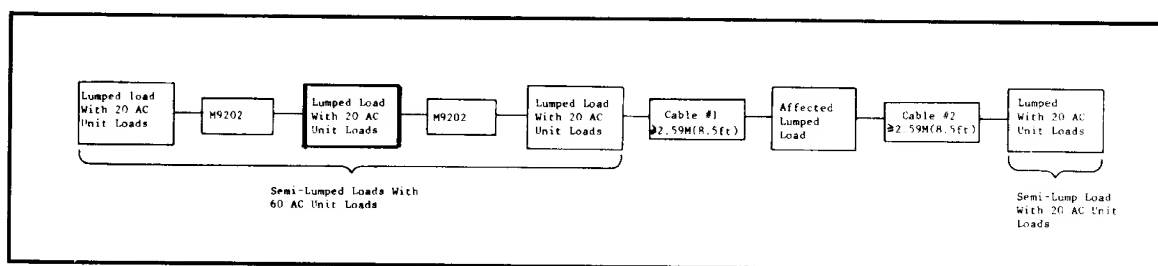 Lumped load
With 20 AC
Unit Loads
M9202
Lumped Load
With 20 AC
Unit Loads
M9202
Lumped Load
With 20 AC
Unit Loads
Cable #1
≥2.59M(8.5ft)
Affected
Lumped
Load
Cable #2
≥2.59M(8.5ft)
Lumped
With 20 AC
Unit Loads
Semi-Lumped Loads With
60 AC Unit Loads
Semi-Lump Load
With 20 AC Unit
Loads